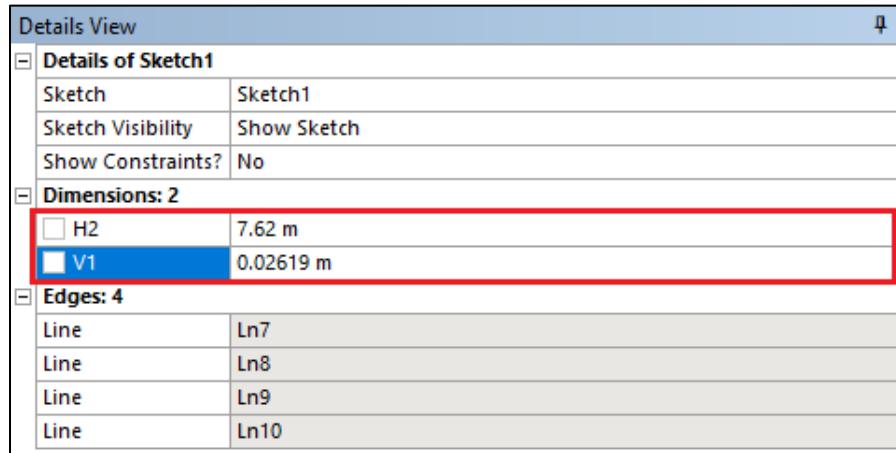 Details View
Details of Sketch1
Sketch Sketch1
Sketch Visibility Show Sketch
Show Constraints? No
Dimensions: 2
H2 7.62 m
V1 0.02619 m
Edges: 4
Line Ln7
Line Ln8
Line Ln9
Line Ln10